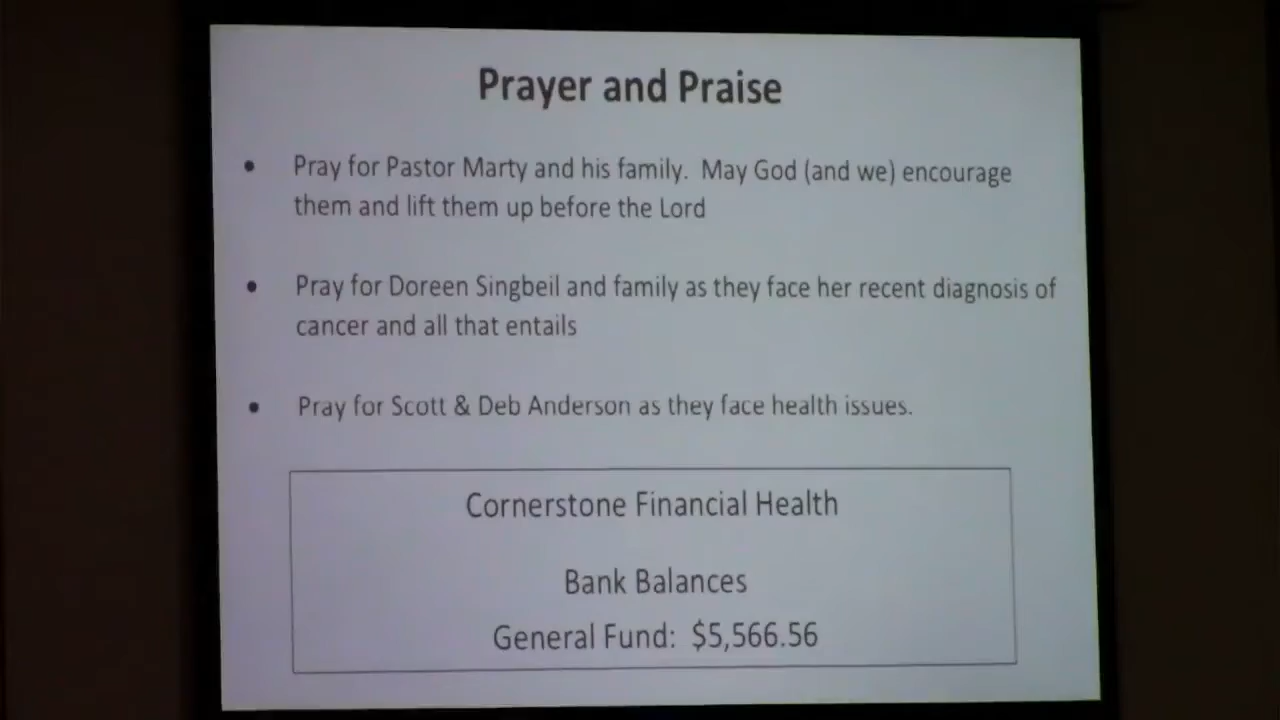 Prayer and Praise
• Pray for Pastor Marty and his family.  May God (and we) encourage
them and lift them up before the Lord
• Pray for Doreen Singbeil and family as they face her recent diagnosis of
cancer and all that entails
• Pray for Scott & Deb Anderson as they face health issues.
Cornerstone Financial Health
Bank Balances
General Fund:  $5,566.56